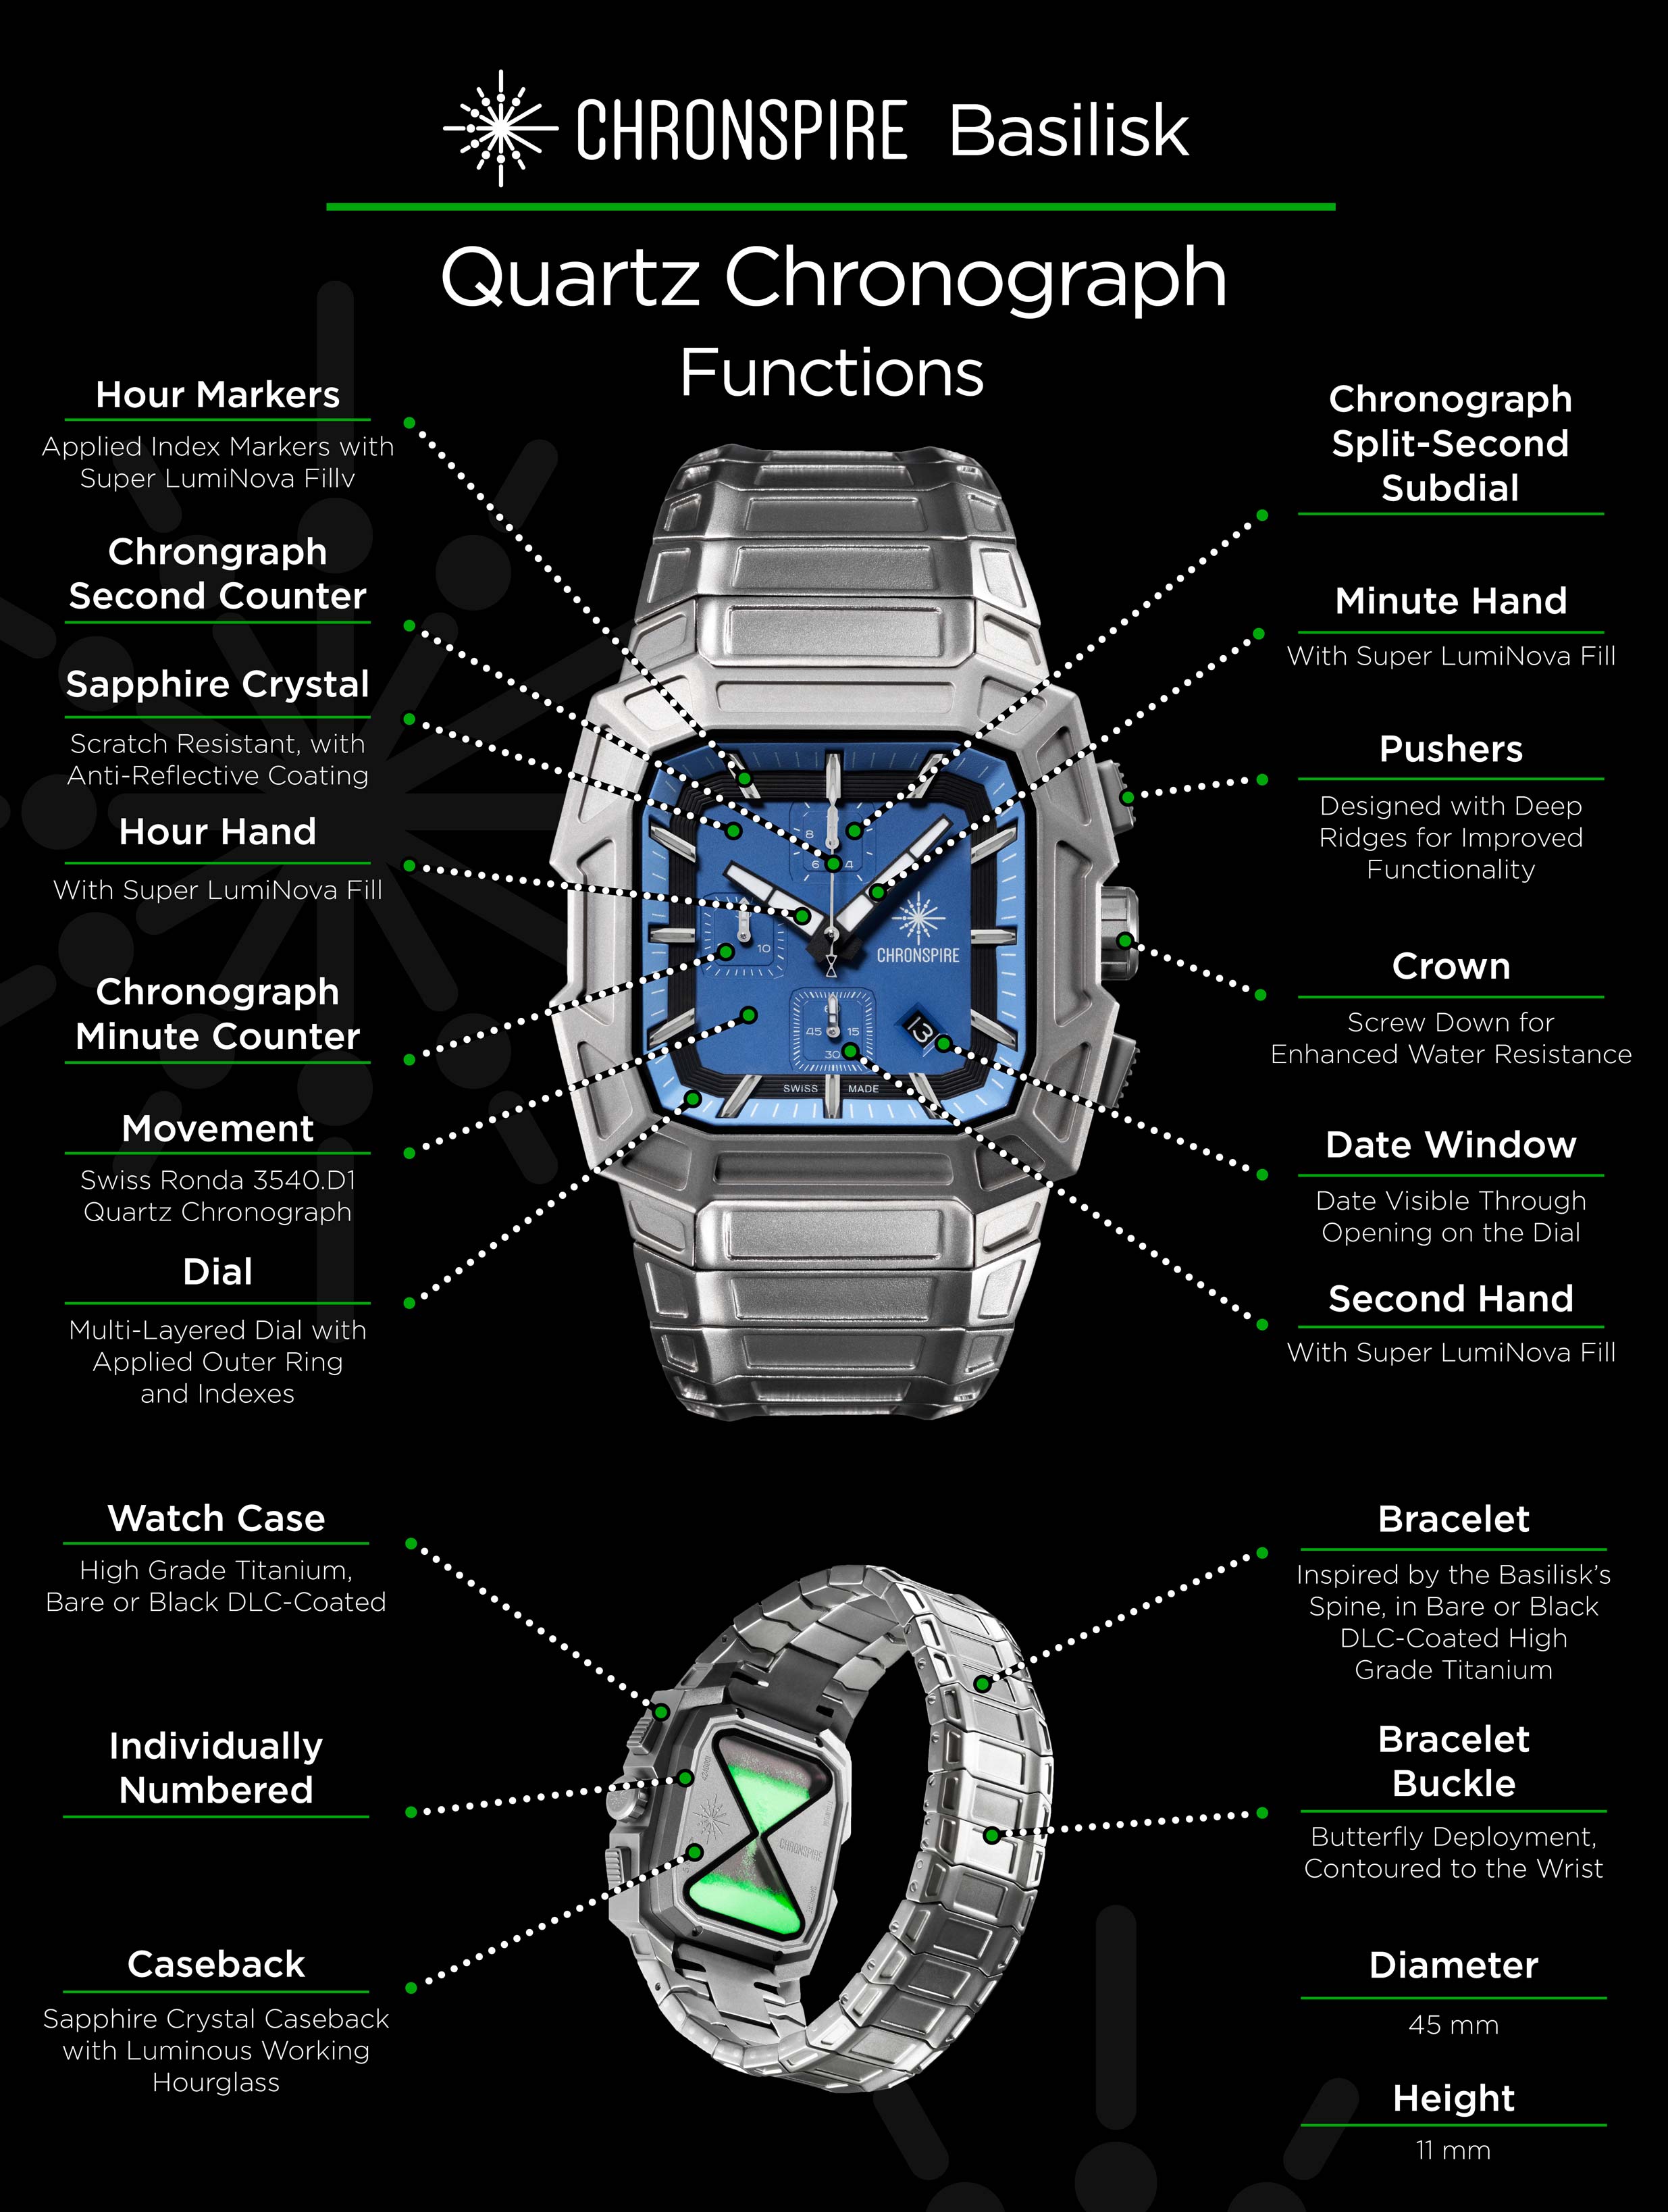 CHRONSPIRE Basilisk
Quartz Chronograph
Functions
Hour Markers
Applied Index Markers with
Super LumiNova Fillv
Chrongraph
Second Counter
Sapphire Crystal
Scratch Resistant, with
Anti-Reflective Coating
Hour Hand
With Super LumiNova Fill
Chronograph
Minute Counter
Movement
Swiss Ronda 3540.D1
Quartz Chronograph
Dial
Multi-Layered Dial with
Applied Outer Ring
and Indexes
Chronograph
Split-Second
Subdial
Minute Hand
With Super LumiNova Fill
Pushers
Designed with Deep
Ridges for Improved
Functionality
Crown
Screw Down for
Enhanced Water Resistance
Date Window
Date Visible Through
Opening on the Dial
Second Hand
With Super LumiNova Fill
8
6 4
10
CHRONSPIRE
13
45 15
30
SWISS MADE
Watch Case
High Grade Titanium,
Bare or Black DLC-Coated
Individually
Numbered
Caseback
Sapphire Crystal Caseback
with Luminous Working
Hourglass
CHRONSPIRE
Bracelet
Inspired by the Basilisk's
Spine, in Bare or Black
DLC-Coated High
Grade Titanium
Bracelet
Buckle
Butterfly Deployment,
Contoured to the Wrist
Diameter
45 mm
Height
11 mm